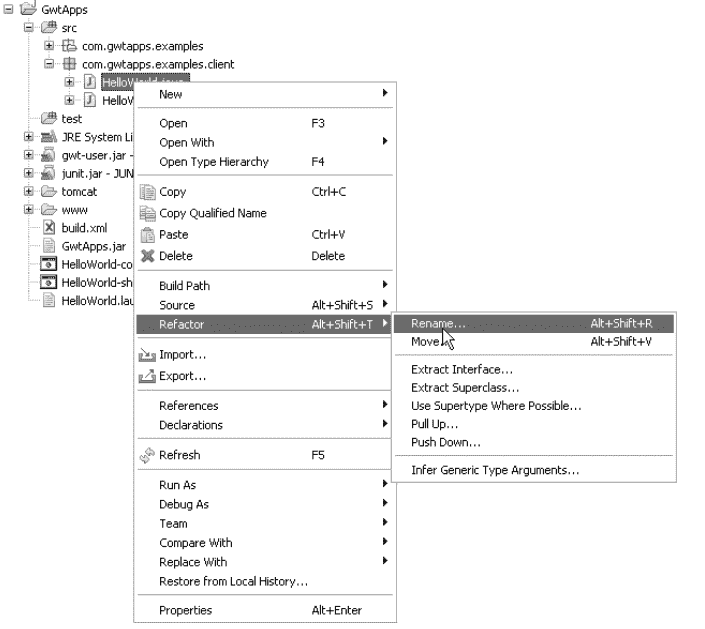 GwtApps
src
com.gwtapps.examples
com.gwtapps.examples.client
HelloWorld.java
HelloW
test
JRE System Li
gwt-user.jar -
junit.jar - JUN
tomcat
www
build.xml
GwtApps.jar
HelloWorld-co
HelloWorld-sh
HelloWorld.lau
New
Open F3
Open With
Open Type Hierarchy F4
Copy Ctrl+C
Copy Qualified Name
Paste Ctrl+V
Delete Delete
Build Path
Source Alt+Shift+S
Refactor Alt+Shift+T
Import...
Export...
References
Declarations
Refresh F5
Run As
Debug As
Team
Compare With
Replace With
Restore from Local History...
Properties Alt+Enter
Rename... Alt+Shift+R
Move... Alt+Shift+V
Extract Interface...
Extract Superclass...
Use Supertype Where Possible...
Pull Up...
Push Down...
Infer Generic Type Arguments...